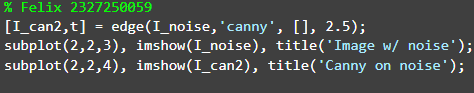 % Felix 2327250059
[I_can2,t] = edge(I_noise,'canny', [], 2.5);
subplot(2,2,3), imshow(I_noise), title('Image w/ noise');
subplot(2,2,4), imshow(I_can2), title('Canny on noise');